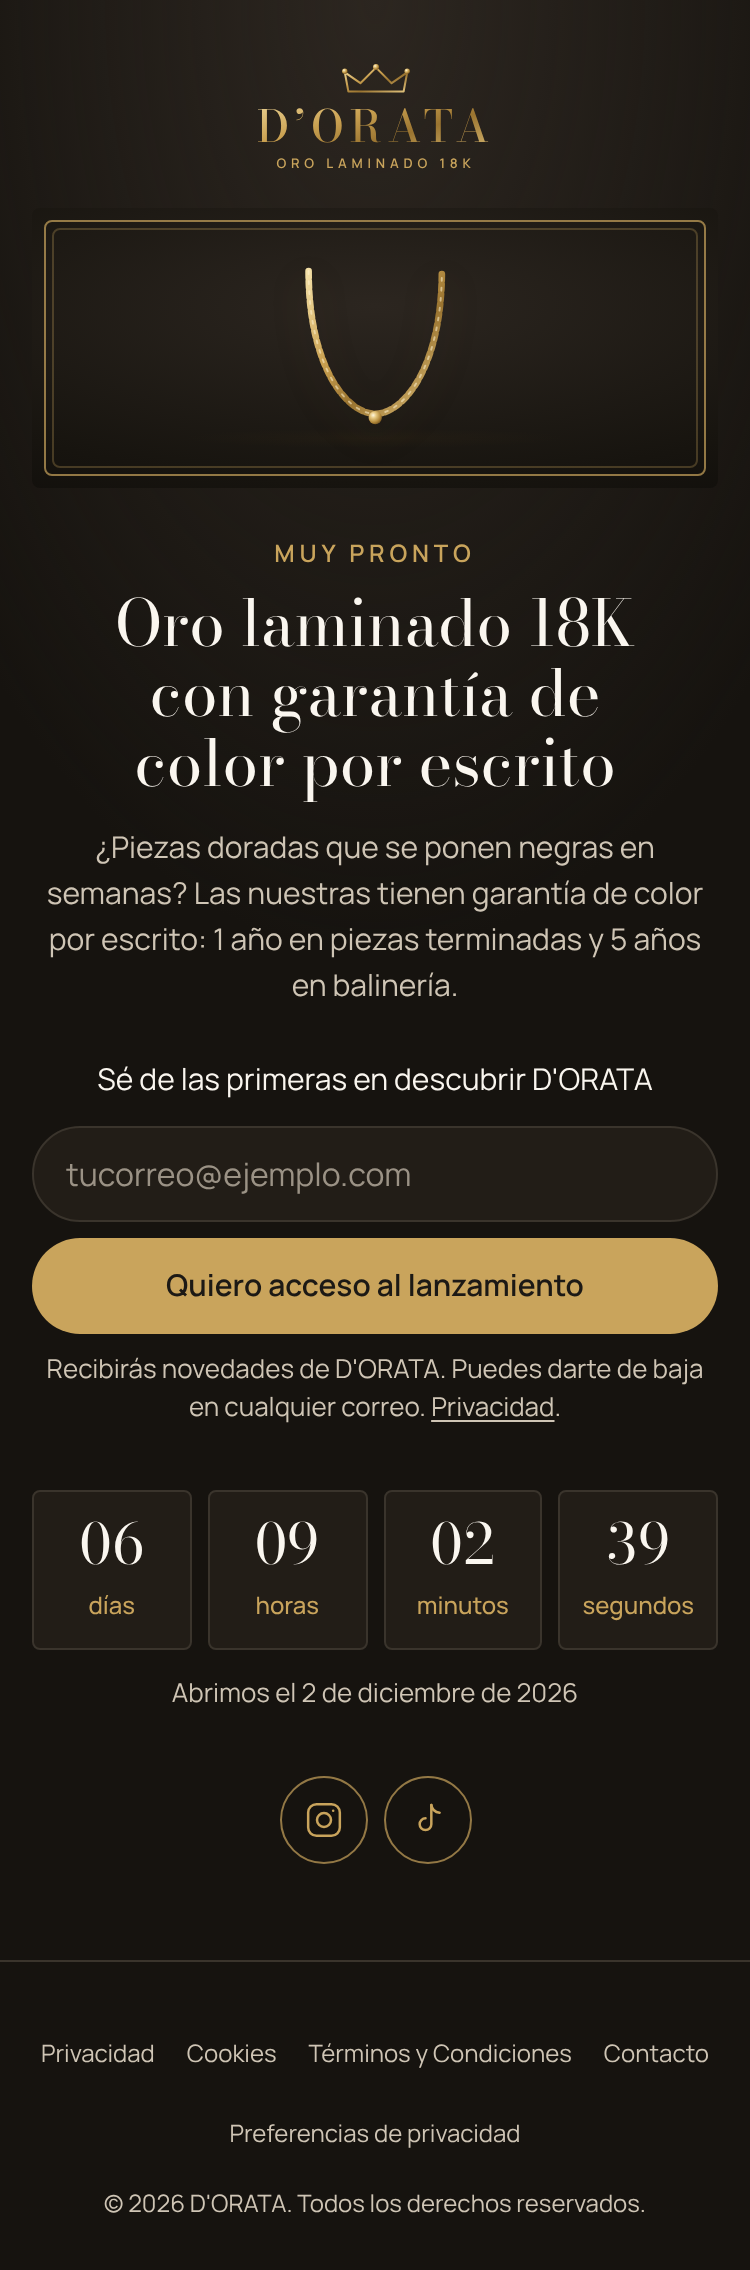 D'ORATA
ORO LAMINADO 18K
MUY PRONTO
Oro laminado 18K
con garantía de
color por escrito
¿Piezas doradas que se ponen negras en
semanas? Las nuestras tienen garantía de color
por escrito: 1 año en piezas terminadas y 5 años
en balinería.
Sé de las primeras en descubrir D'ORATA
tucorreo@ejemplo.com
Quiero acceso al lanzamiento
Recibirás novedades de D'ORATA. Puedes darte de baja
en cualquier correo. Privacidad.
06 09 02 39
días horas minutos segundos
Abrimos el 2 de diciembre de 2026
Privacidad Cookies Términos y Condiciones Contacto
Preferencias de privacidad
© 2026 D'ORATA. Todos los derechos reservados.